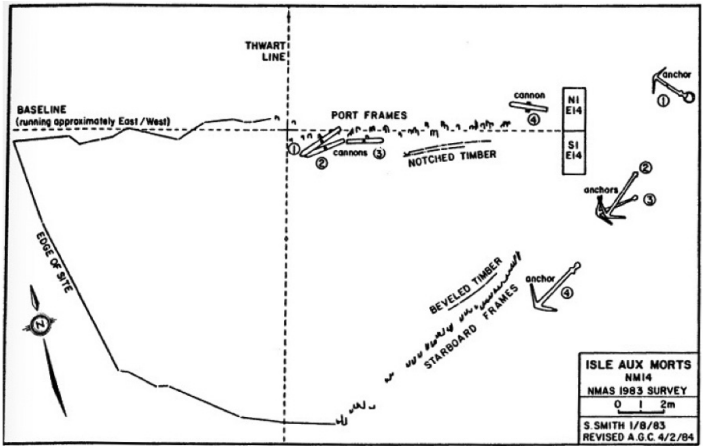 THWART
LINE
BASELINE
(running approximately East/West)
PORT FRAMES
cannon
4
N1
E14
S1
E14
anchor
1
1
2
cannons
3
NOTCHED TIMBER
anchors
2
3
EDGE OF SITE
N
BEVELED TIMBER
STARBOARD FRAMES
anchor
4
ISLE AUX MORTS
NM14
NMAS 1983 SURVEY
0 1 2m
S.SMITH 1/8/83
REVISED A.G.C. 4/2/84